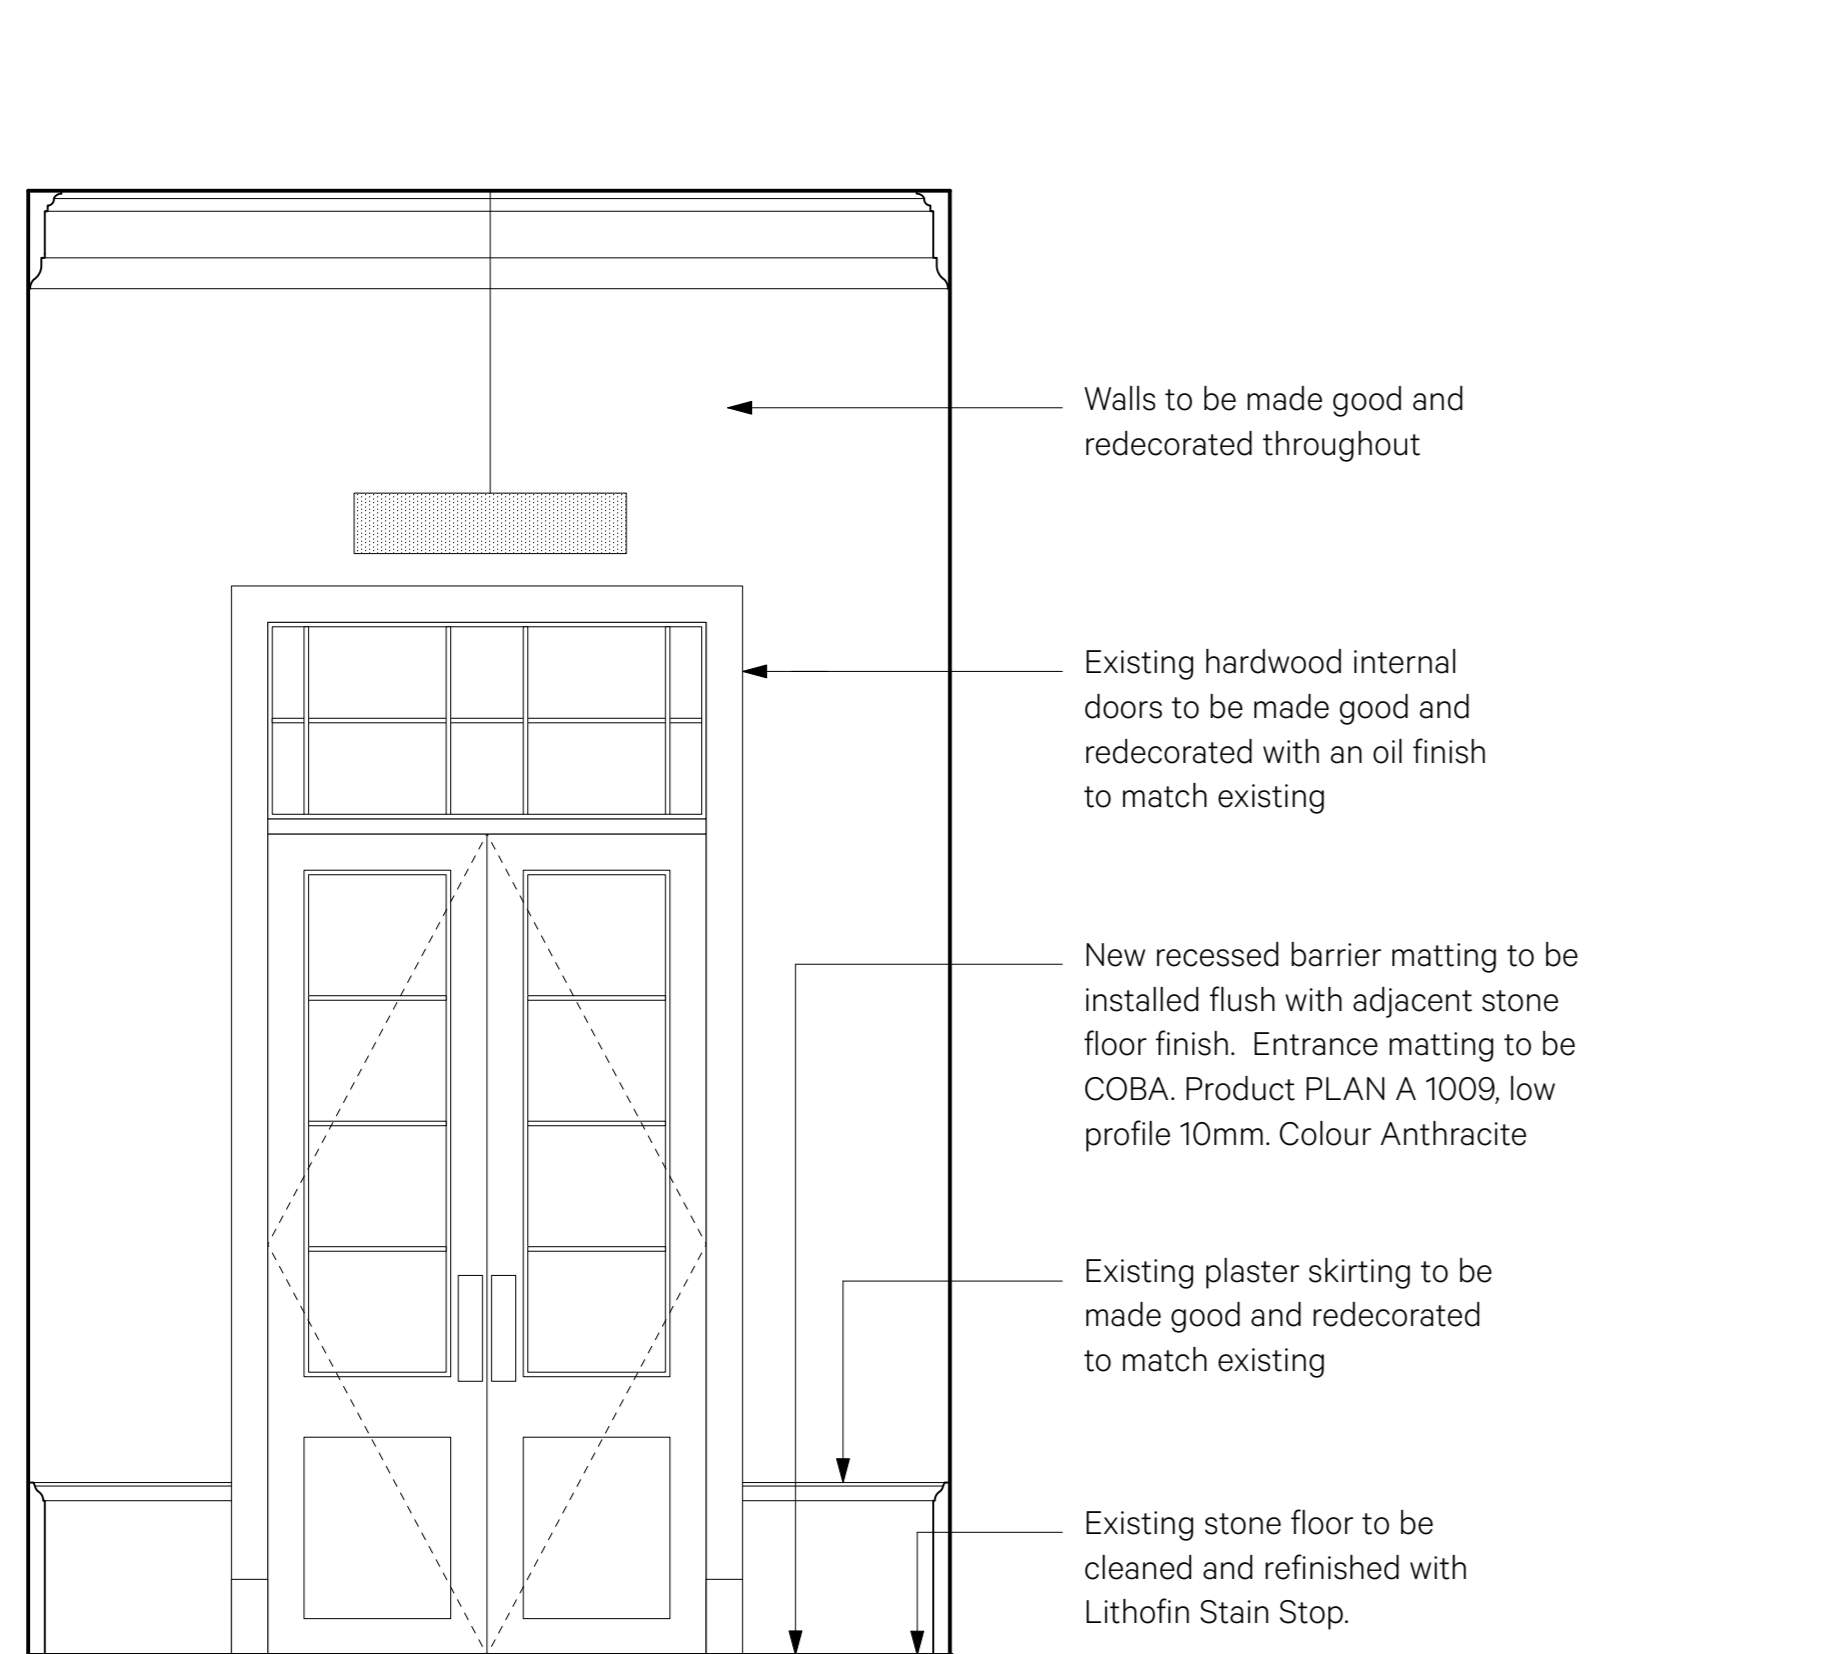 Walls to be made good and
redecorated throughout
Existing hardwood internal
doors to be made good and
redecorated with an oil finish
to match existing
New recessed barrier matting to be
installed flush with adjacent stone
floor finish.  Entrance matting to be
COBA. Product PLAN A 1009, low
profile 10mm. Colour Anthracite
Existing plaster skirting to be
made good and redecorated
to match existing
Existing stone floor to be
cleaned and refinished with
Lithofin Stain Stop.